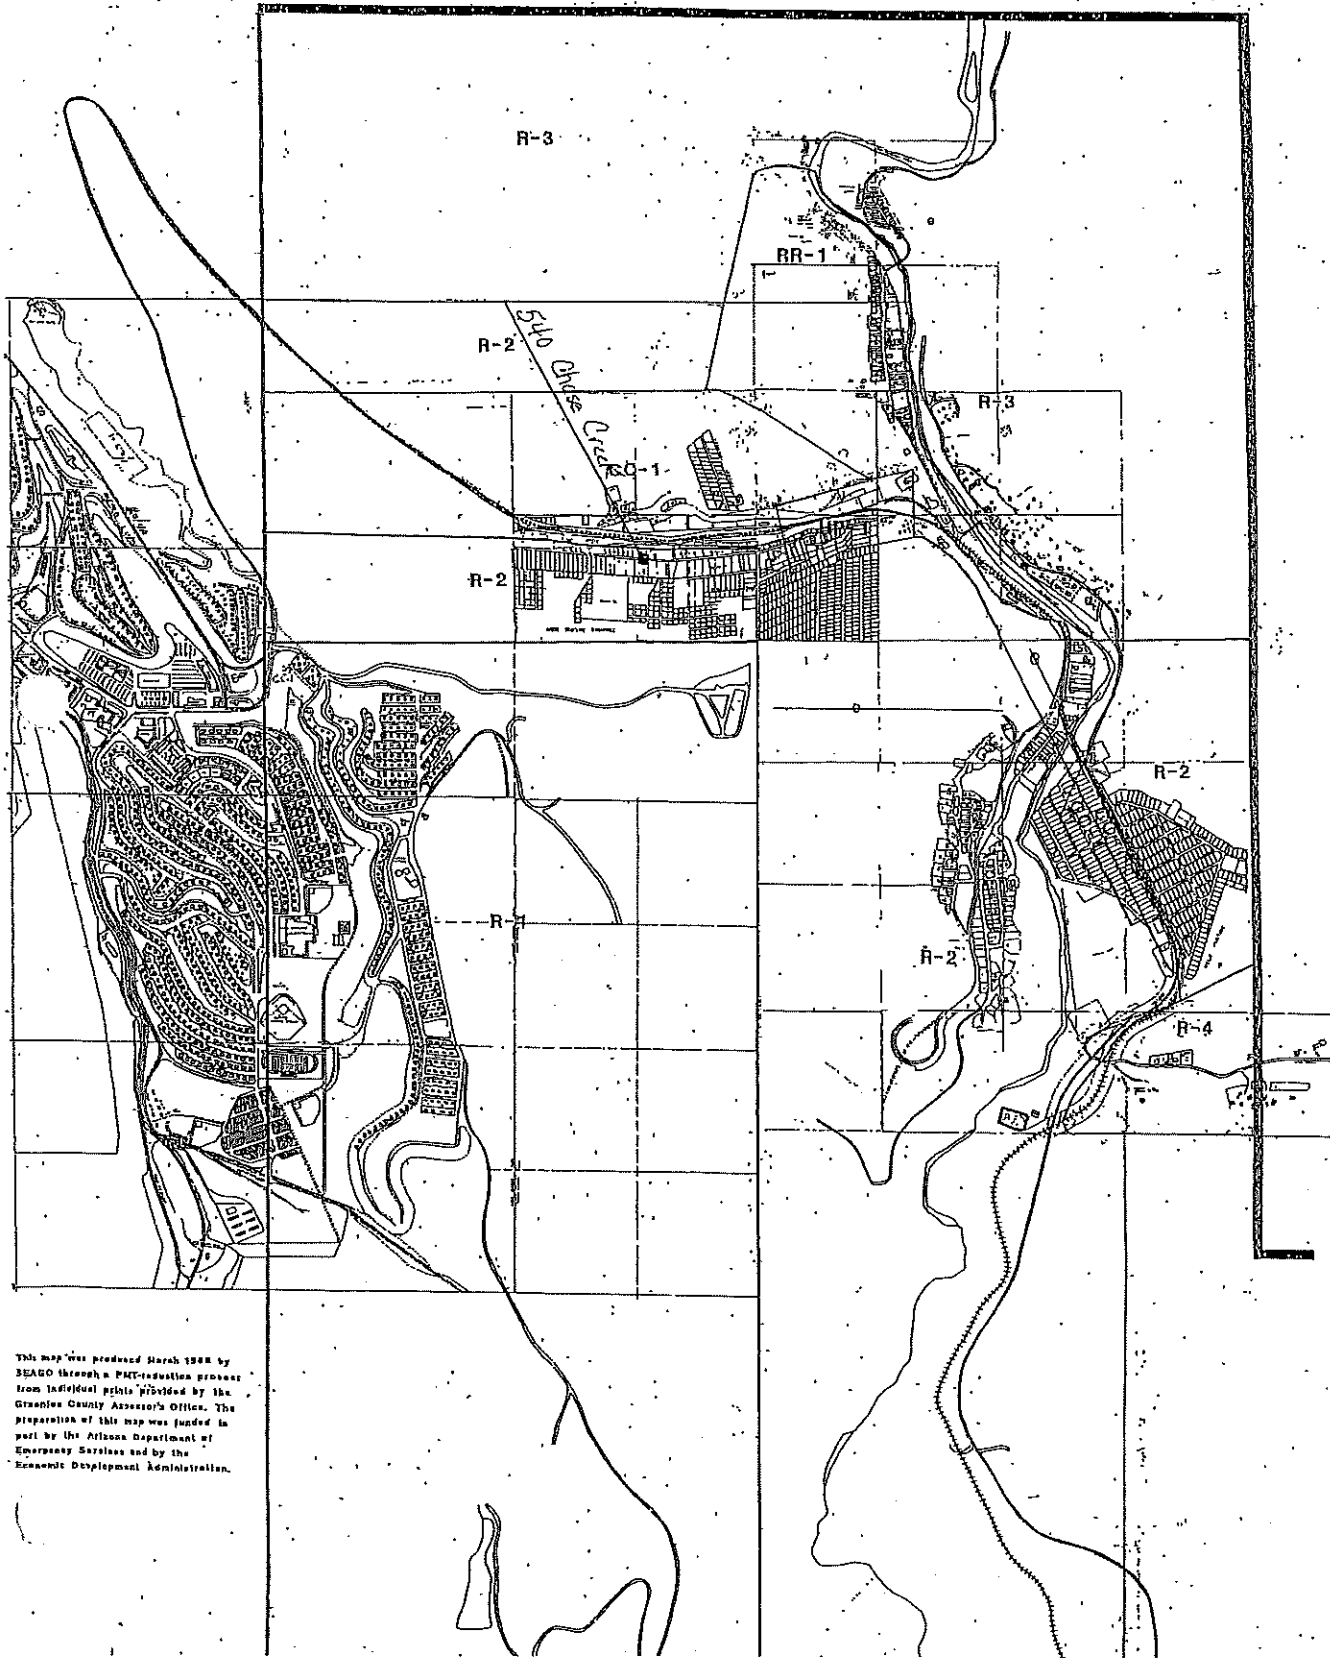 R-3
RR-1
R-2
540 Chase Creek
R-3
CC-1
R-2
R-2
R-1
R-2
R-4
This map was produced March 1988 by
SEAGO through a PMT-reduction process
from individual prints provided by the
Greenlee County Assessor's Office. The
preparation of this map was funded in
part by the Arizona Department of
Emergency Services and by the
Economic Development Administration.